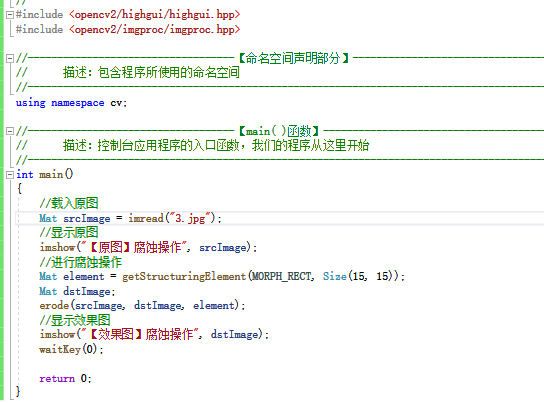 //
#include <opencv2/highgui/highgui.hpp>
#include <opencv2/imgproc/imgproc.hpp>
//-----------------------------------【命名空间声明部分】---------------------------------------
//      描述：包含程序所使用的命名空间
//-----------------------------------------------------------------------------------------------
using namespace cv;
//-----------------------------------【main( )函数】--------------------------------------------
//      描述：控制台应用程序的入口函数，我们的程序从这里开始
//-----------------------------------------------------------------------------------------------
int main()
{
//载入原图
Mat srcImage = imread("3.jpg");
//显示原图
imshow("【原图】腐蚀操作", srcImage);
//进行腐蚀操作
Mat element = getStructuringElement(MORPH_RECT, Size(15, 15));
Mat dstImage;
erode(srcImage, dstImage, element);
//显示效果图
imshow("【效果图】腐蚀操作", dstImage);
waitKey(0);
return 0;
}